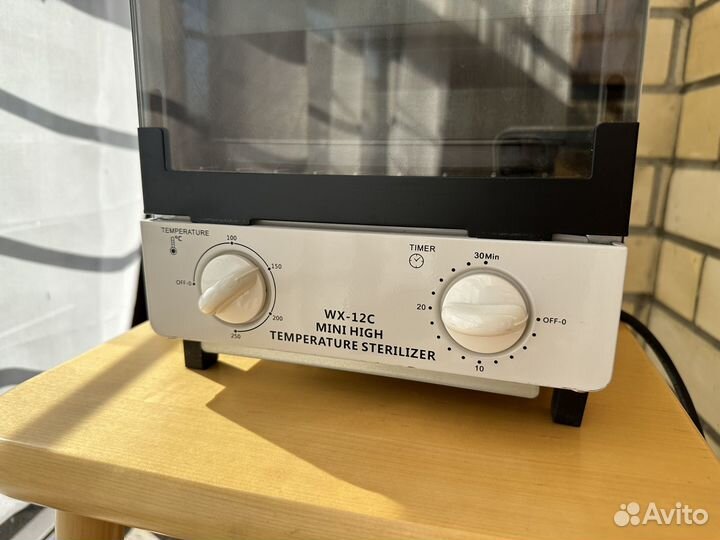 TEMPERATURE
°C
100
150
OFF-0
200
250
TIMER
30Min
20
OFF-0
10
WX-12C
MINI HIGH
TEMPERATURE STERILIZER
Avito